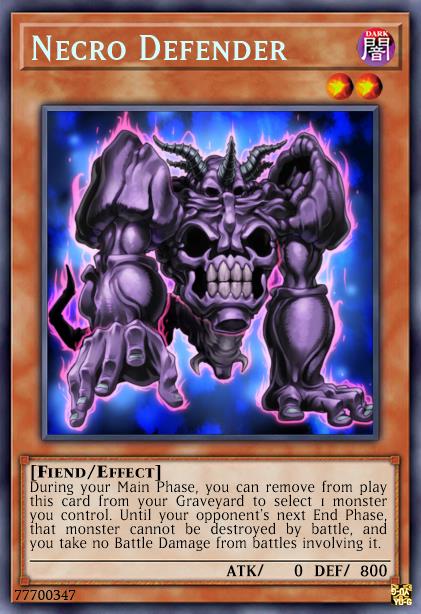 Necro Defender
DARK
闇
[Fiend/Effect]
During your Main Phase, you can remove from play
this card from your Graveyard to select 1 monster
you control. Until your opponent's next End Phase,
that monster cannot be destroyed by battle, and
you take no Battle Damage from battles involving it.
ATK/ 0 DEF/ 800
77700347